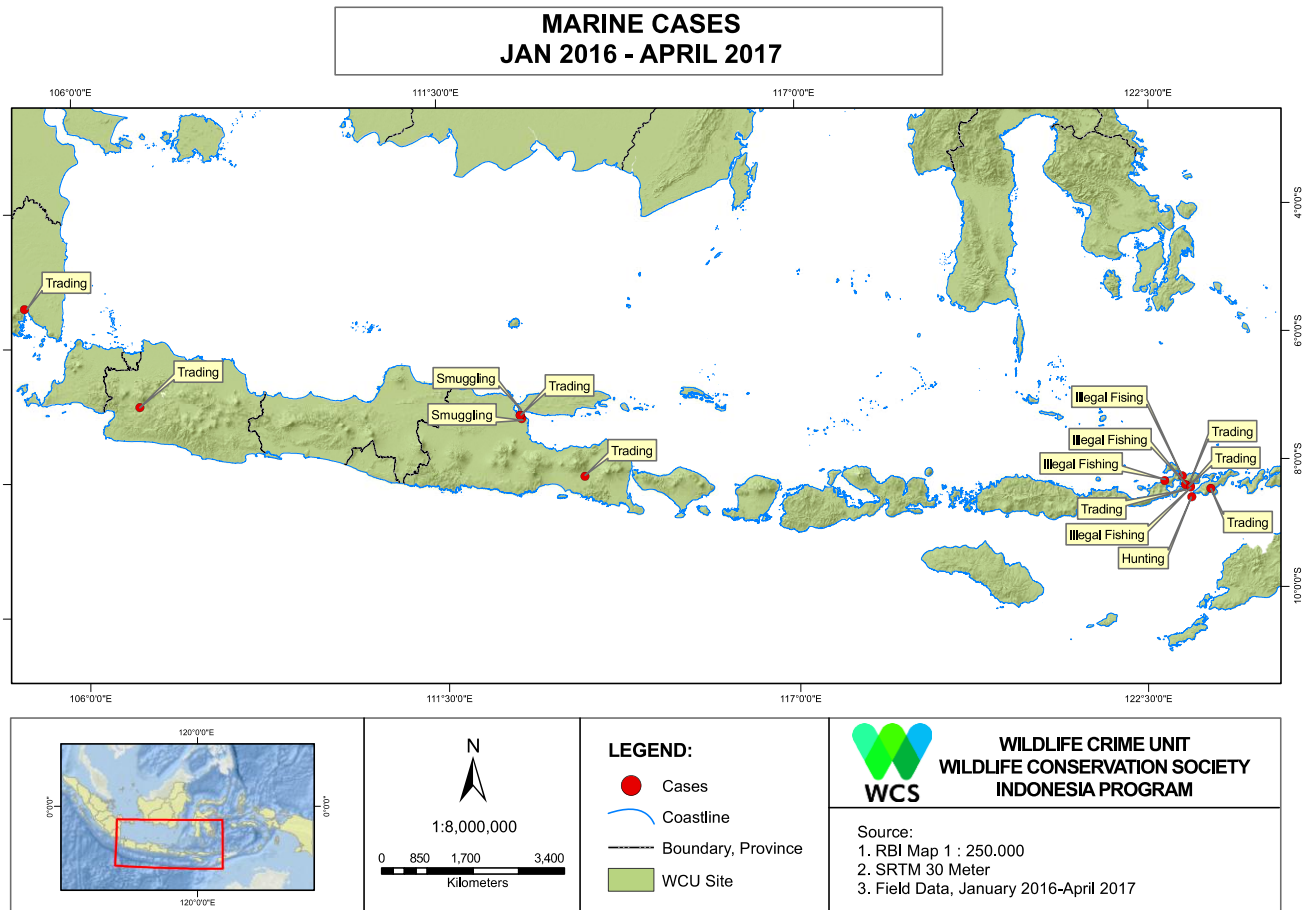 MARINE CASES
JAN 2016 - APRIL 2017
106°0'0"E
111°30'0"E
117°0'0"E
122°30'0"E
4°0'0"S
6°0'0"S
8°0'0"S
10°0'0"S
Trading
Trading
Smuggling
Trading
Smuggling
Trading
Illegal Fising
Illegal Fishing
Trading
Illegal Fishing
Trading
Trading
Illegal Fishing
Trading
Hunting
106°0'0"E
111°30'0"E
117°0'0"E
122°30'0"E
120°0'0"E
0°0'0"
0°0'0"
120°0'0"E
N
1:8,000,000
0 850 1,700 3,400
Kilometers
LEGEND:
Cases
Coastline
Boundary, Province
WCU Site
WCS
WILDLIFE CRIME UNIT
WILDLIFE CONSERVATION SOCIETY
INDONESIA PROGRAM
Source:
1. RBI Map 1 : 250.000
2. SRTM 30 Meter
3. Field Data, January 2016-April 2017